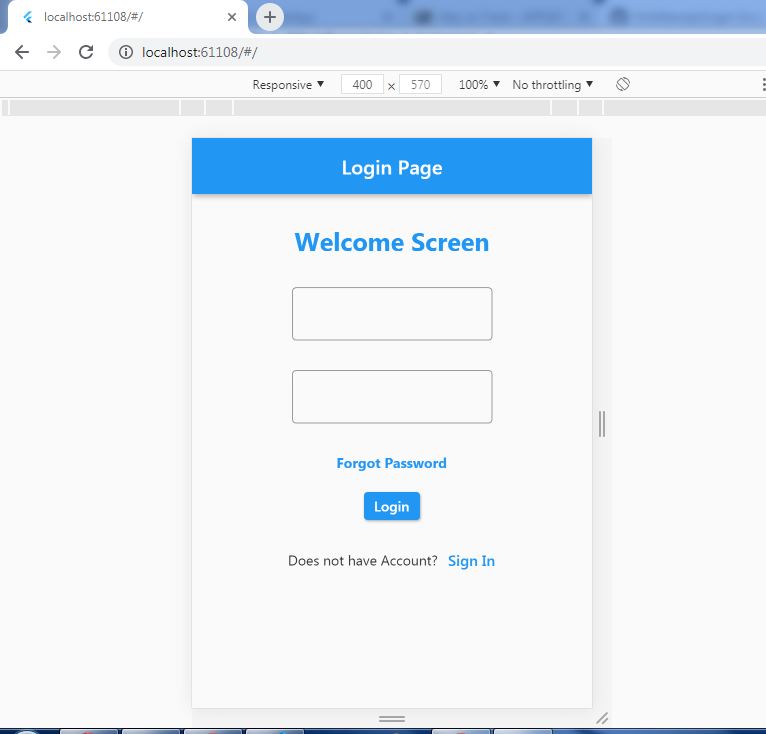 localhost:61108/#/
localhost:61108/#/
Responsive 400 x 570 100% No throttling
Login Page
Welcome Screen
Forgot Password
Login
Does not have Account? Sign In